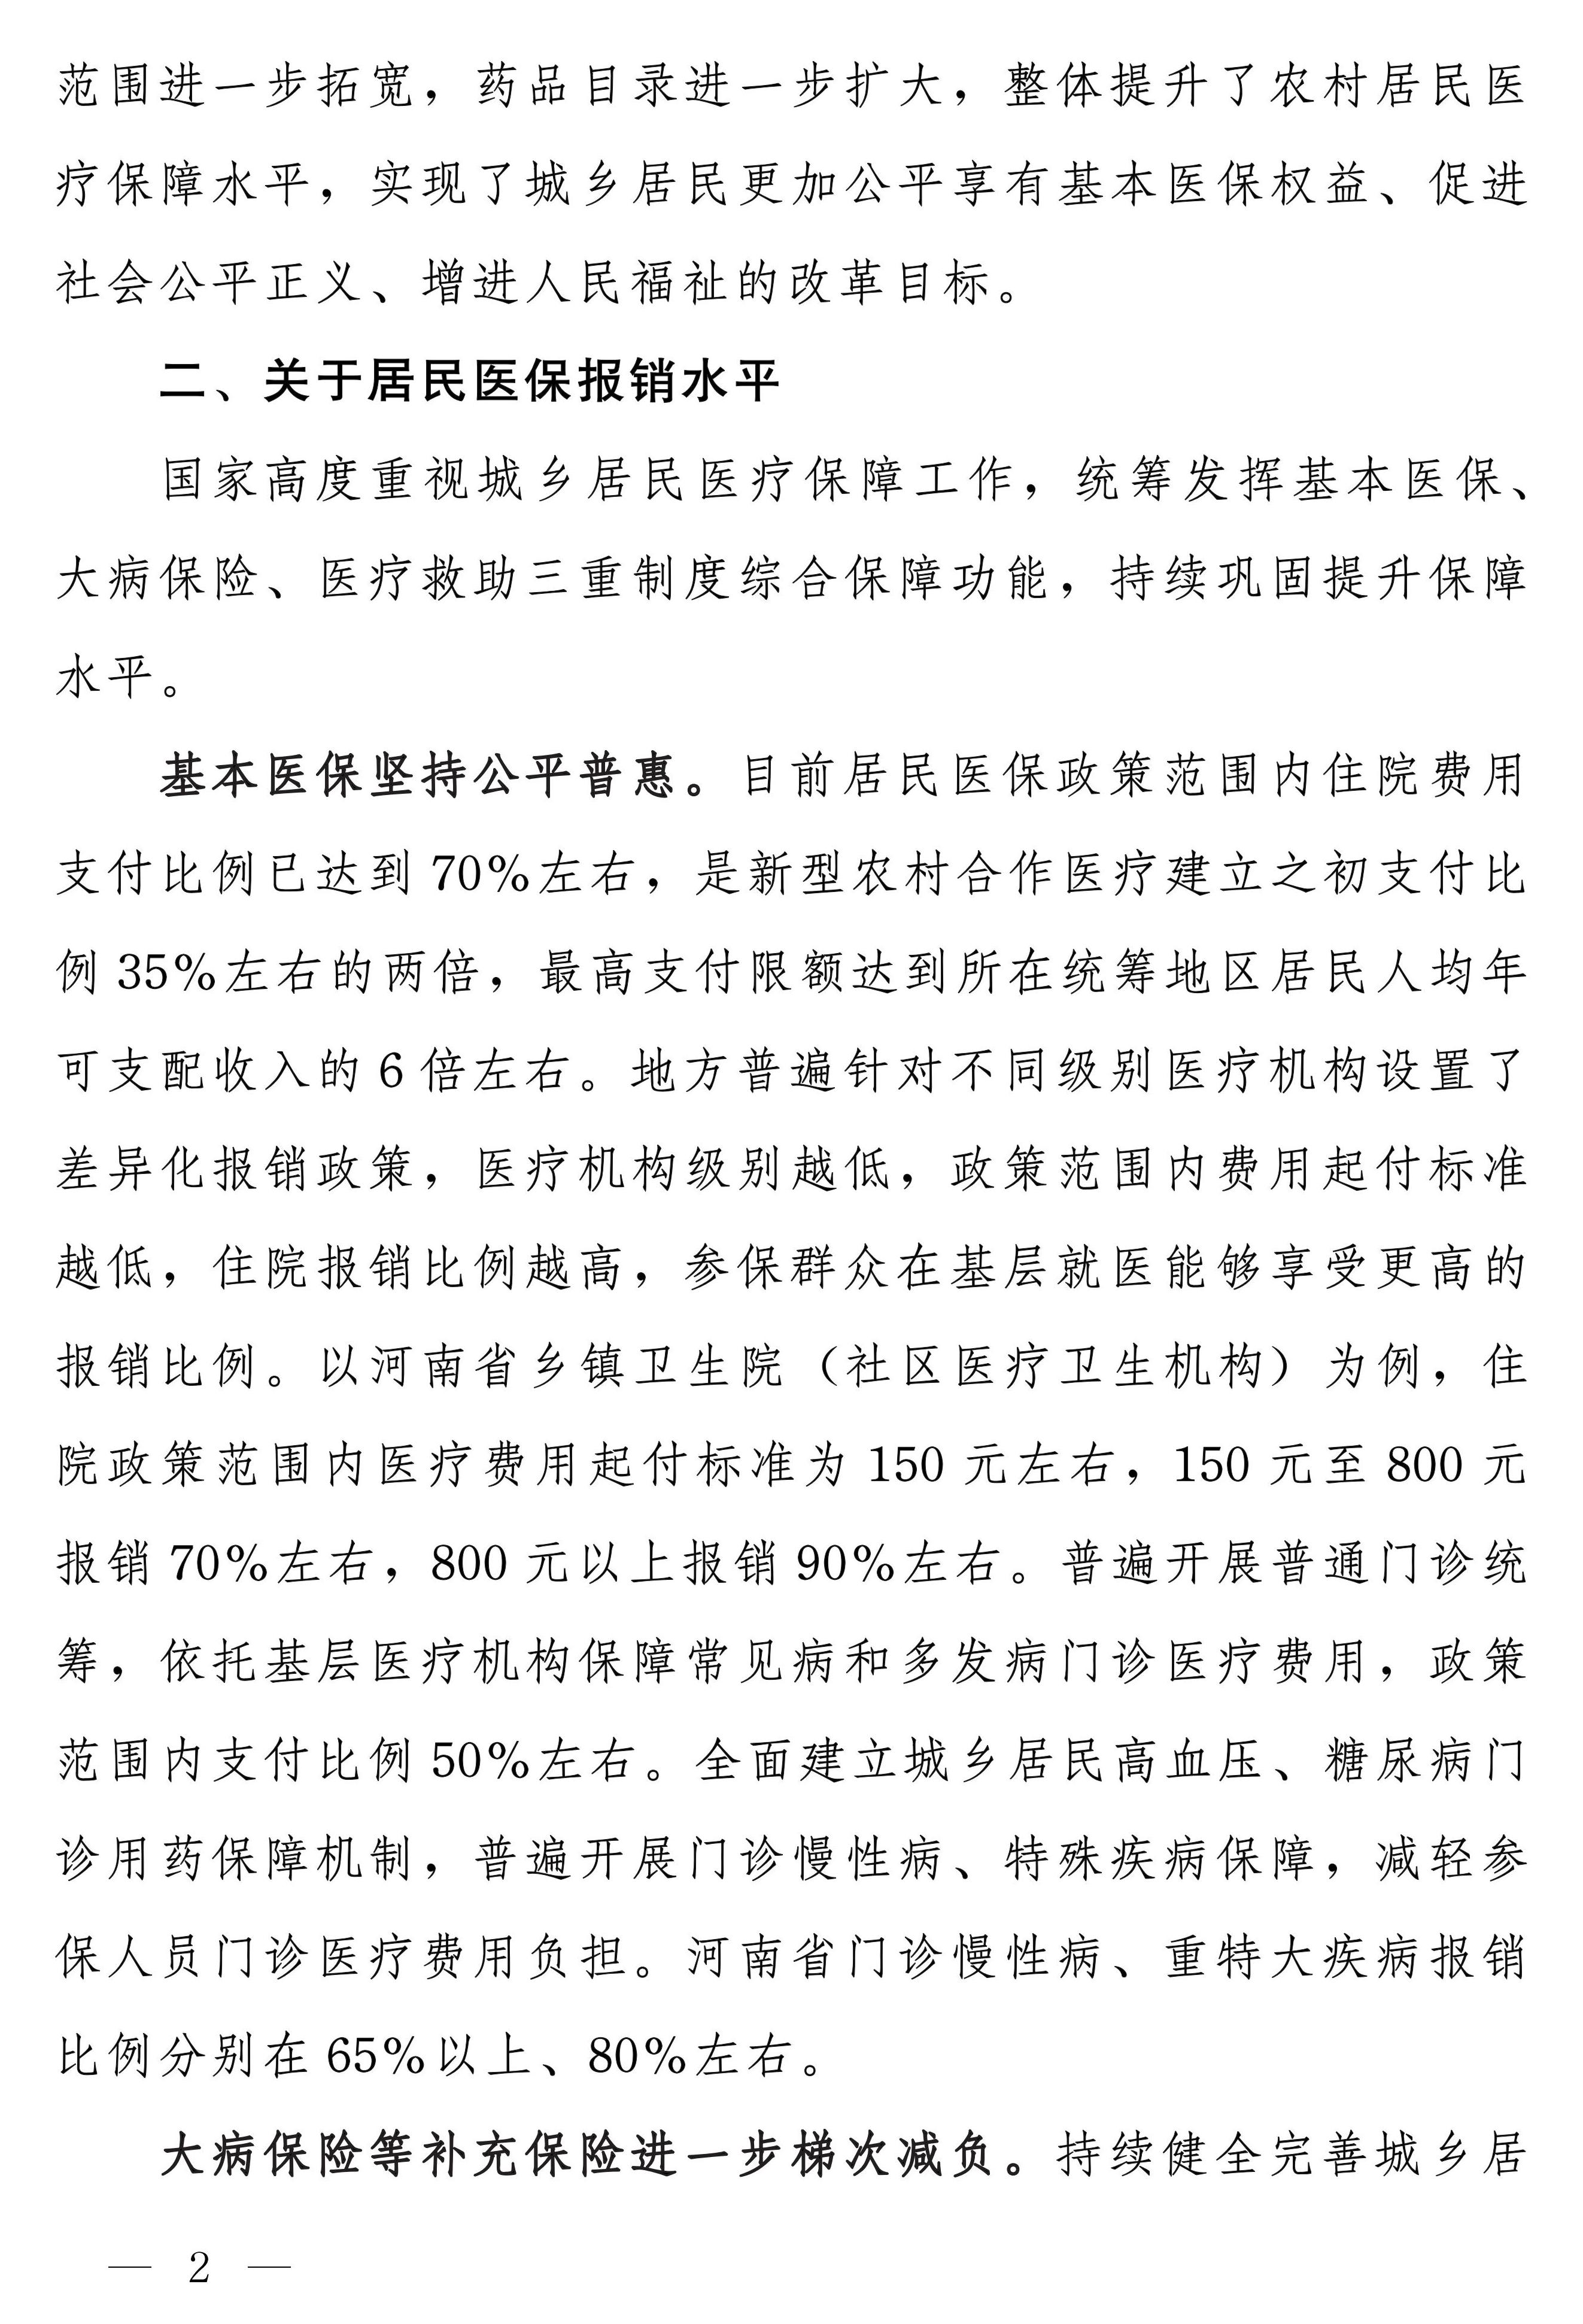 范围进一步拓宽，药品目录进一步扩大，整体提升了农村居民医
疗保障水平，实现了城乡居民更加公平享有基本医保权益、促进
社会公平正义、增进人民福祉的改革目标。
二、关于居民医保报销水平
国家高度重视城乡居民医疗保障工作，统筹发挥基本医保、
大病保险、医疗救助三重制度综合保障功能，持续巩固提升保障
水平。
基本医保坚持公平普惠。目前居民医保政策范围内住院费用
支付比例已达到 70%左右，是新型农村合作医疗建立之初支付比
例 35%左右的两倍，最高支付限额达到所在统筹地区居民人均年
可支配收入的 6 倍左右。地方普遍针对不同级别医疗机构设置了
差异化报销政策，医疗机构级别越低，政策范围内费用起付标准
越低，住院报销比例越高，参保群众在基层就医能够享受更高的
报销比例。以河南省乡镇卫生院（社区医疗卫生机构）为例，住
院政策范围内医疗费用起付标准为 150 元左右，150 元至 800 元
报销 70%左右，800 元以上报销 90%左右。普遍开展普通门诊统
筹，依托基层医疗机构保障常见病和多发病门诊医疗费用，政策
范围内支付比例 50%左右。全面建立城乡居民高血压、糖尿病门
诊用药保障机制，普遍开展门诊慢性病、特殊疾病保障，减轻参
保人员门诊医疗费用负担。河南省门诊慢性病、重特大疾病报销
比例分别在 65%以上、80%左右。
大病保险等补充保险进一步梯次减负。持续健全完善城乡居
— 2 —